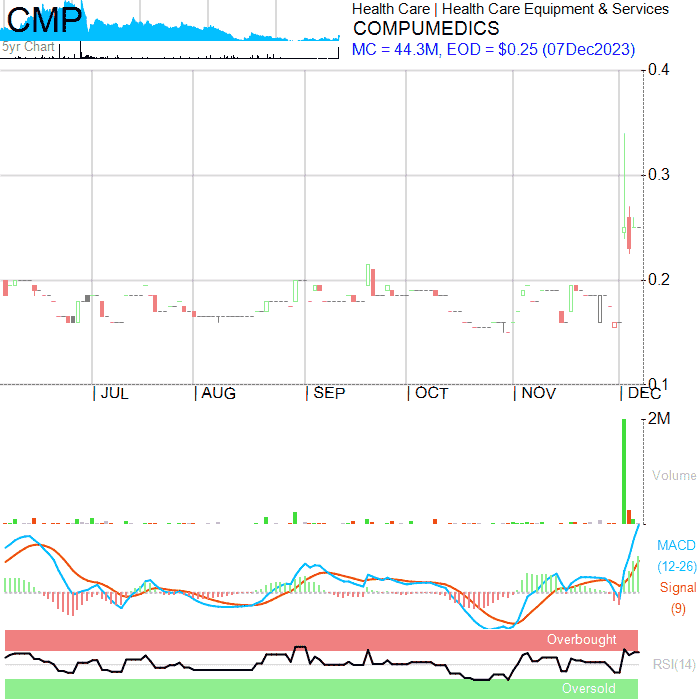 CMP
Health Care | Health Care Equipment & Services
COMPUMEDICS
5yr Chart
MC = 44.3M, EOD = $0.25 (07Dec2023)
0.4
0.3
0.2
0.1
JUL AUG SEP OCT NOV DEC
2M
Volume
MACD
(12-26)
Signal
(9)
Overbought
RSI(14)
Oversold